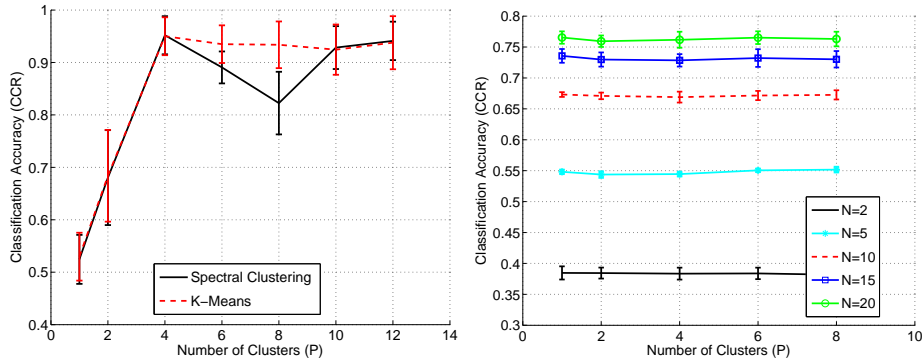 1
0.9
0.8
0.7
0.6
0.5
0.4
0 2 4 6 8 10 12 14
Classification Accuracy (CCR)
Number of Clusters (P)
Spectral Clustering
K−Means
0.8
0.75
0.7
0.65
0.6
0.55
0.5
0.45
0.4
0.35
0.3
0 2 4 6 8 10
Classification Accuracy (CCR)
Number of Clusters (P)
N=2
N=5
N=10
N=15
N=20